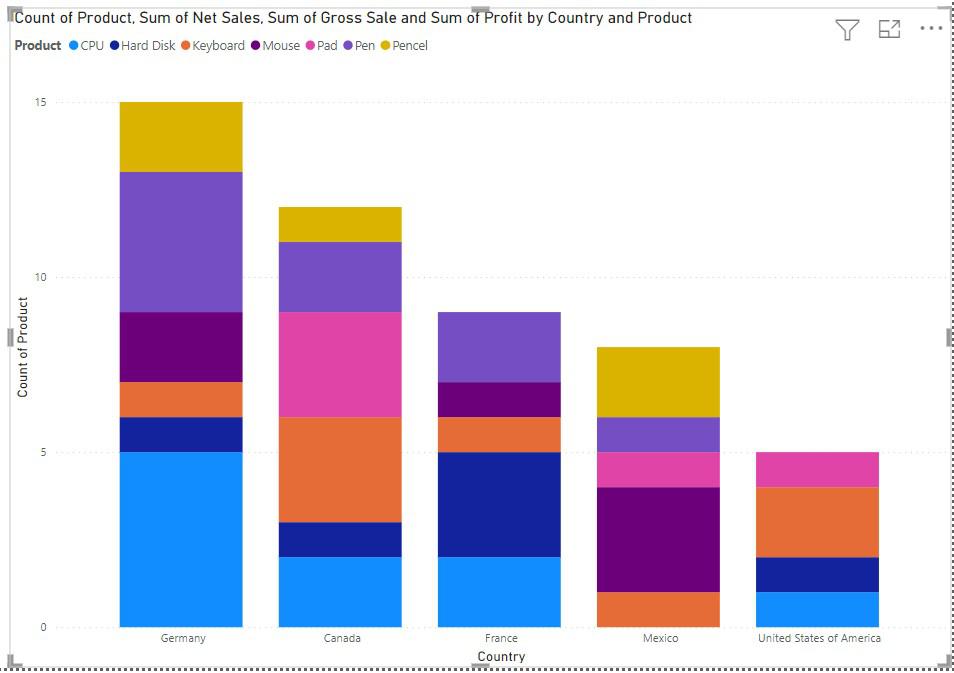 Count of Product, Sum of Net Sales, Sum of Gross Sale and Sum of Profit by Country and Product
Product CPU Hard Disk Keyboard Mouse Pad Pen Pencel
15
10
5
0
Count of Product
Germany Canada France Mexico United States of America
Country